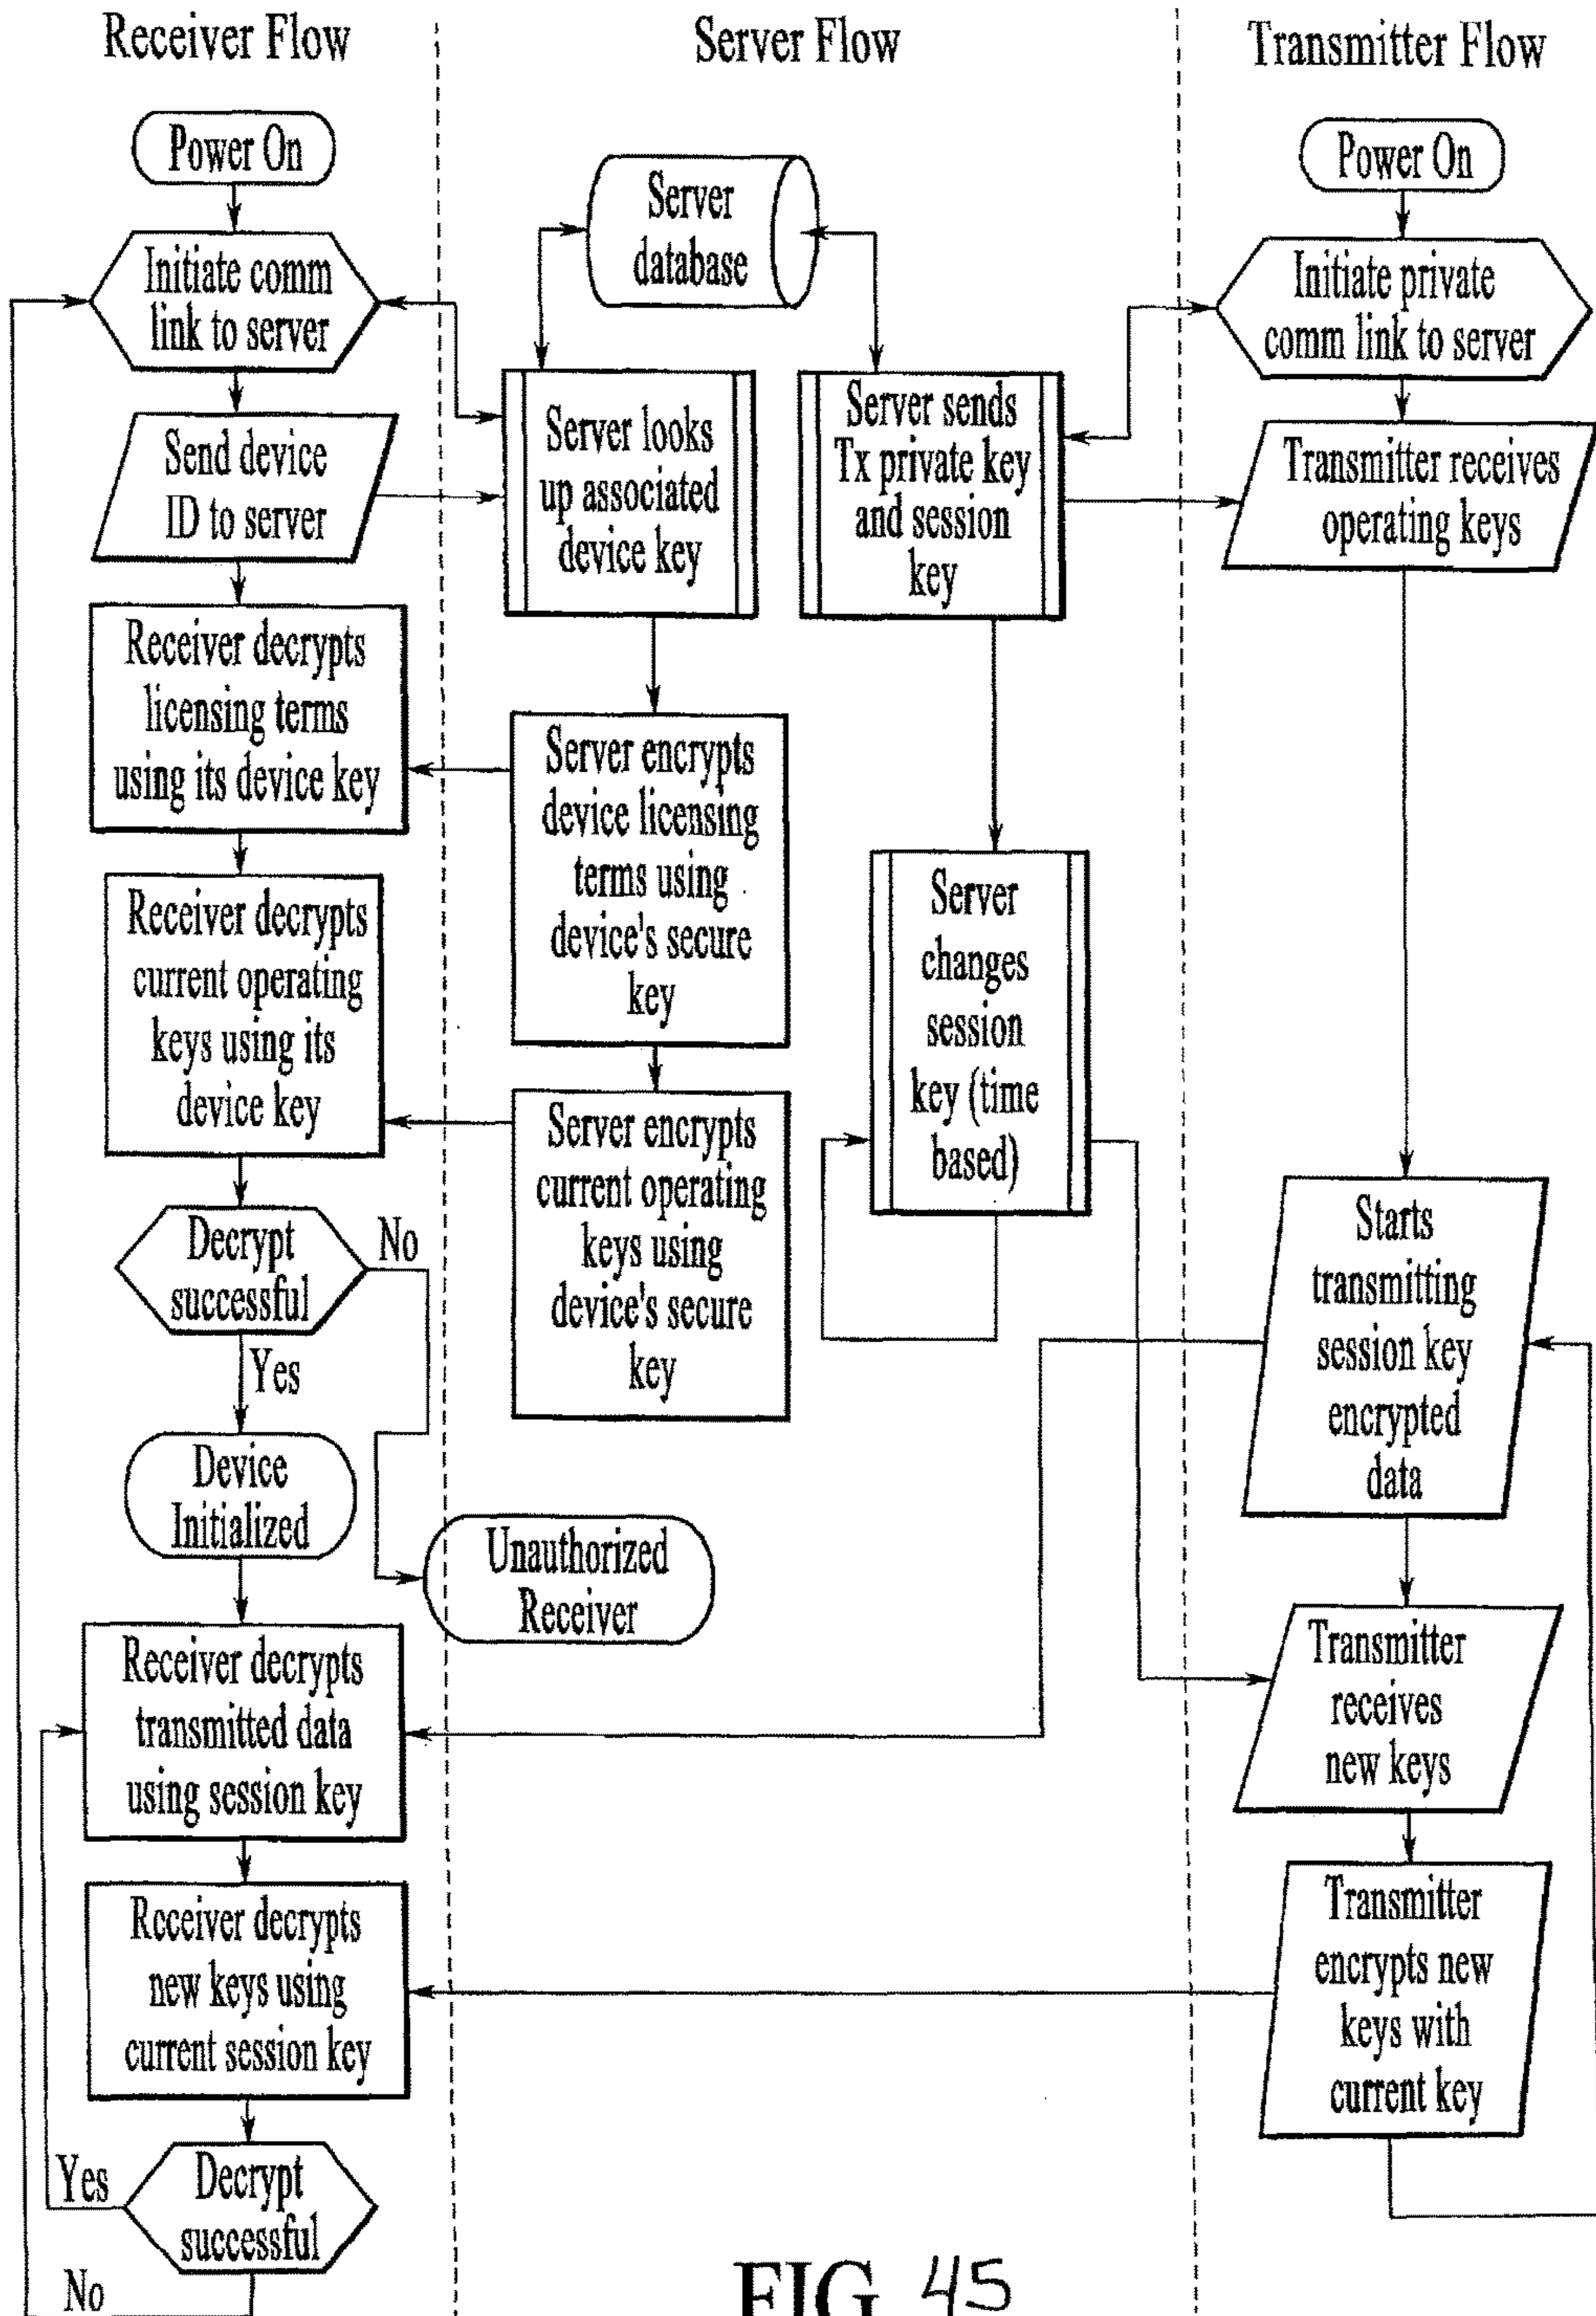 Receiver Flow
Server Flow
Transmitter Flow
Power On
Initiate comm
link to server
Send device
ID to server
Receiver decrypts
licensing terms
using its device key
Receiver decrypts
current operating
keys using its
device key
Decrypt
successful
No
Yes
Device
Initialized
Unauthorized
Receiver
Receiver decrypts
transmitted data
using session key
Receiver decrypts
new keys using
current session key
Decrypt
successful
Yes
No
Server
database
Server looks
up associated
device key
Server encrypts
device licensing
terms using
device's secure
key
Server encrypts
current operating
keys using
device's secure
key
Server sends
Tx private key
and session
key
Server
changes
session
key (time
based)
Power On
Initiate private
comm link to server
Transmitter receives
operating keys
Starts
transmitting
session key
encrypted
data
Transmitter
receives
new keys
Transmitter
encrypts new
keys with
current key
FIG 45